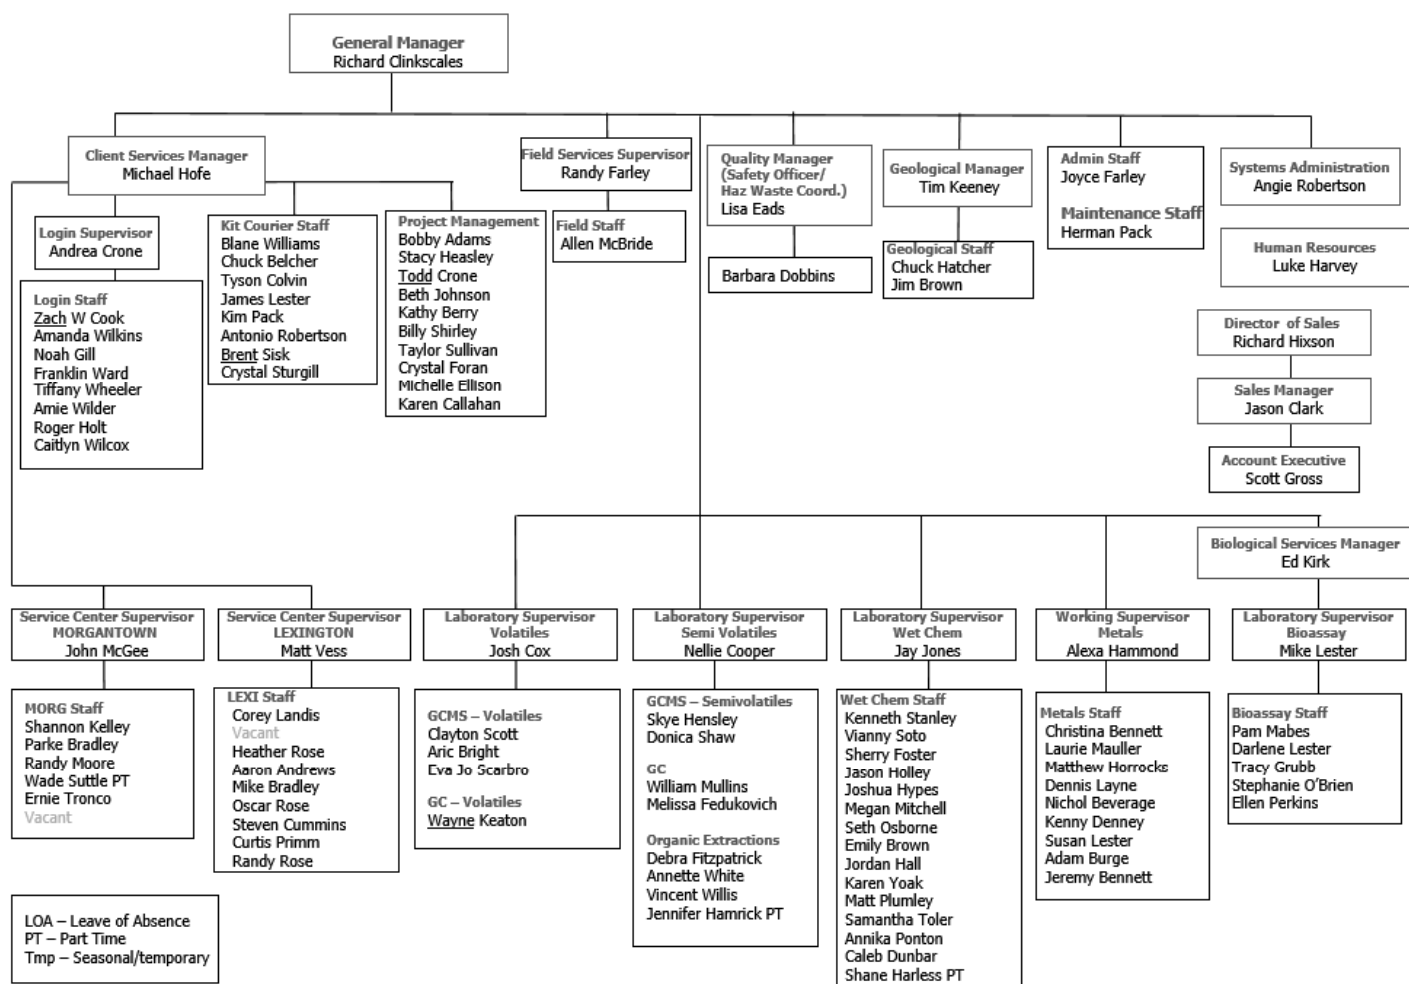 General Manager
Richard Clinkscales
Client Services Manager
Michael Hofe
Field Services Supervisor
Randy Farley
Quality Manager
(Safety Officer/
Haz Waste Coord.)
Lisa Eads
Geological Manager
Tim Keeney
Admin Staff
Joyce Farley
Maintenance Staff
Herman Pack
Systems Administration
Angie Robertson
Login Supervisor
Andrea Crone
Kit Courier Staff
Blane Williams
Chuck Belcher
Tyson Colvin
James Lester
Kim Pack
Antonio Robertson
Brent Sisk
Crystal Sturgill
Project Management
Bobby Adams
Stacy Heasley
Todd Crone
Beth Johnson
Kathy Berry
Billy Shirley
Taylor Sullivan
Crystal Foran
Michelle Ellison
Karen Callahan
Field Staff
Allen McBride
Barbara Dobbins
Geological Staff
Chuck Hatcher
Jim Brown
Human Resources
Luke Harvey
Login Staff
Zach W Cook
Amanda Wilkins
Noah Gill
Franklin Ward
Tiffany Wheeler
Amie Wilder
Roger Holt
Caitlyn Wilcox
Director of Sales
Richard Hixson
Sales Manager
Jason Clark
Account Executive
Scott Gross
Biological Services Manager
Ed Kirk
Service Center Supervisor
MORGANTOWN
John McGee
Service Center Supervisor
LEXINGTON
Matt Vess
Laboratory Supervisor
Volatiles
Josh Cox
Laboratory Supervisor
Semi Volatiles
Nellie Cooper
Laboratory Supervisor
Wet Chem
Jay Jones
Working Supervisor
Metals
Alexa Hammond
Laboratory Supervisor
Bioassay
Mike Lester
MORG Staff
Shannon Kelley
Parke Bradley
Randy Moore
Wade Suttle PT
Ernie Tronco
Vacant
LEXI Staff
Corey Landis
Vacant
Heather Rose
Aaron Andrews
Mike Bradley
Oscar Rose
Steven Cummins
Curtis Primm
Randy Rose
GCMS – Volatiles
Clayton Scott
Aric Bright
Eva Jo Scarbro
GC – Volatiles
Wayne Keaton
GCMS – Semivolatiles
Skye Hensley
Donica Shaw
GC
William Mullins
Melissa Fedukovich
Organic Extractions
Debra Fitzpatrick
Annette White
Vincent Willis
Jennifer Hamrick PT
Wet Chem Staff
Kenneth Stanley
Vianny Soto
Sherry Foster
Jason Holley
Joshua Hypes
Megan Mitchell
Seth Osborne
Emily Brown
Jordan Hall
Karen Yoak
Matt Plumley
Samantha Toler
Annika Ponton
Caleb Dunbar
Shane Harless PT
Metals Staff
Christina Bennett
Laurie Mauller
Matthew Horrocks
Dennis Layne
Nichol Beverage
Kenny Denney
Susan Lester
Adam Burge
Jeremy Bennett
Bioassay Staff
Pam Mabes
Darlene Lester
Tracy Grubb
Stephanie O'Brien
Ellen Perkins
LOA – Leave of Absence
PT – Part Time
Tmp – Seasonal/temporary